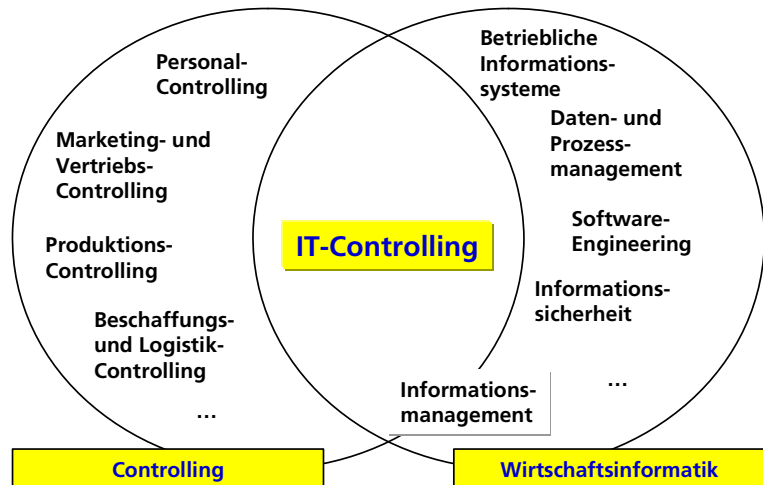 Personal-
Controlling
Marketing- und
Vertriebs-
Controlling
Produktions-
Controlling
Beschaffungs-
und Logistik-
Controlling
...
IT-Controlling
Betriebliche
Informations-
systeme
Daten- und
Prozess-
management
Software-
Engineering
Informations-
sicherheit
...
Informations-
management
Controlling
Wirtschaftsinformatik